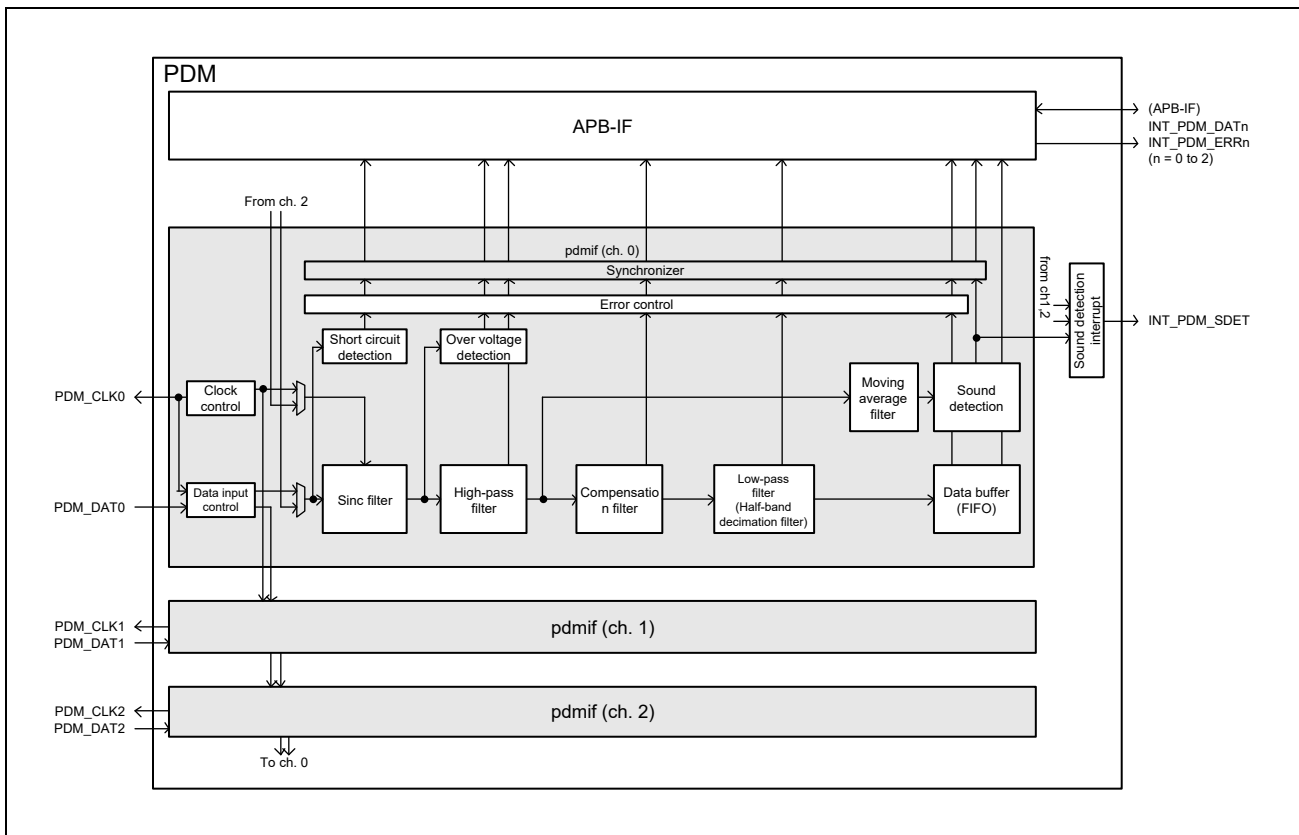 PDM
APB-IF
(APB-IF)
INT_PDM_DATn
INT_PDM_ERRn
(n = 0 to 2)
From ch. 2
pdmif (ch. 0)
Synchronizer
Error control
from ch1,
2
Sound detection
interrupt
INT_PDM_SDET
Short circuit
detection
Over voltage
detection
PDM_CLK0
Clock
control
Moving
average
filter
Sound
detection
PDM_DAT0
Data input
control
Sinc filter
High-pass
filter
Compensatio
n filter
Low-pass
filter
(Half-band
decimation filter)
Data buffer
(FIFO)
PDM_CLK1
PDM_DAT1
pdmif (ch. 1)
PDM_CLK2
PDM_DAT2
pdmif (ch. 2)
To ch. 0